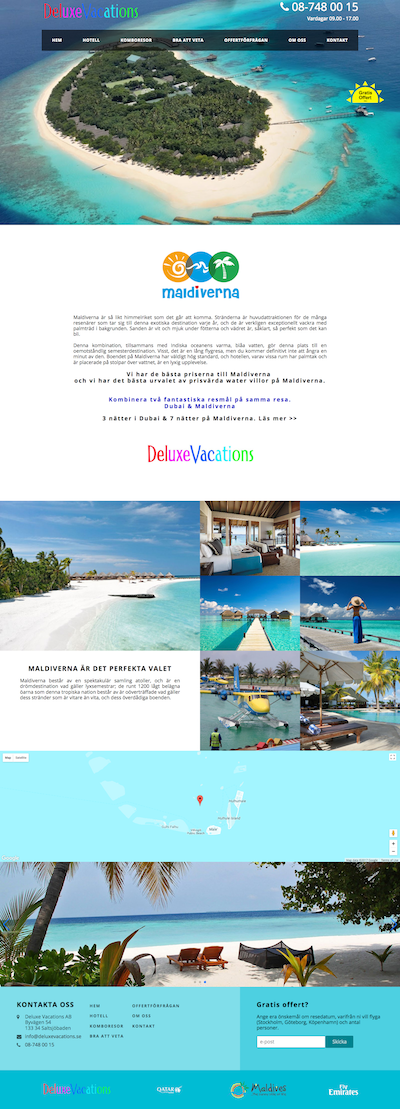 DeluxeVacations
08-748 00 15
Vardagar 09.00 - 17.00
HEM HOTELL KOMBORESOR BRA ATT VETA OFFERTFÖRFRÅGAN OM OSS KONTAKT
Gratis
Offert
maldiverna
Maldiverna är så likt himmelriket som det går att komma. Stränderna är huvudattraktionen för de många
resenärer som tar sig till denna exotiska destination varje år, och de är verkligen exceptionellt vackra med
palmträd i bakgrunden. Sanden är vit och mjuk under fötterna och vädret är, såklart, så perfekt som det kan
bli.
Denna kombination, tillsammans med Indiska oceanens varma, blåa vatten, gör denna plats till en
oemotståndlig semesterdestination. Visst, det är en lång flygresa, men du kommer definitivt inte att ångra en
minut av den. Boendet på Maldiverna har väldigt hög standard, och hotellen, varav vissa runt har palmtak och
är placerade på stolpar över vattnet, är en lyxig upplevelse.
Vi har de bästa priserna till Maldiverna
och vi har det bästa urvalet av prisvärda water villor på Maldiverna.
Kombinera två fantastiska resmål på samma resa.
Dubai & Maldiverna
3 nätter i Dubai & 7 nätter på Maldiverna. Läs mer >>
DeluxeVacations
MALDIVERNA ÄR DET PERFEKTA VALET
Maldiverna består av en spektakulär samling atoller, och är en
drömdestination vad gäller lyxsemestrar; de runt 1200 lågt belägna
öarna som denna tropiska nation består av är oöverträffade vad gäller
dess stränder som är vitare än vita, och dess överdådiga boenden.
Map Satellite
KONTAKTA OSS
Deluxe Vacations AB
Byvägen 54
133 34 Saltsjöbaden
info@deluxevacations.se
08-748 00 15
HEM
HOTELL
KOMBORESOR
BRA ATT VETA
OFFERTFÖRFRÅGAN
OM OSS
KONTAKT
Gratis offert?
Ange era önskemål om resedatum, varifrån ni vill flyga
(Stockholm, Göteborg, Köpenhamn) och antal
personer.
e-post Skicka
DeluxeVacations
QATAR
Maldives
Fly
Emirates